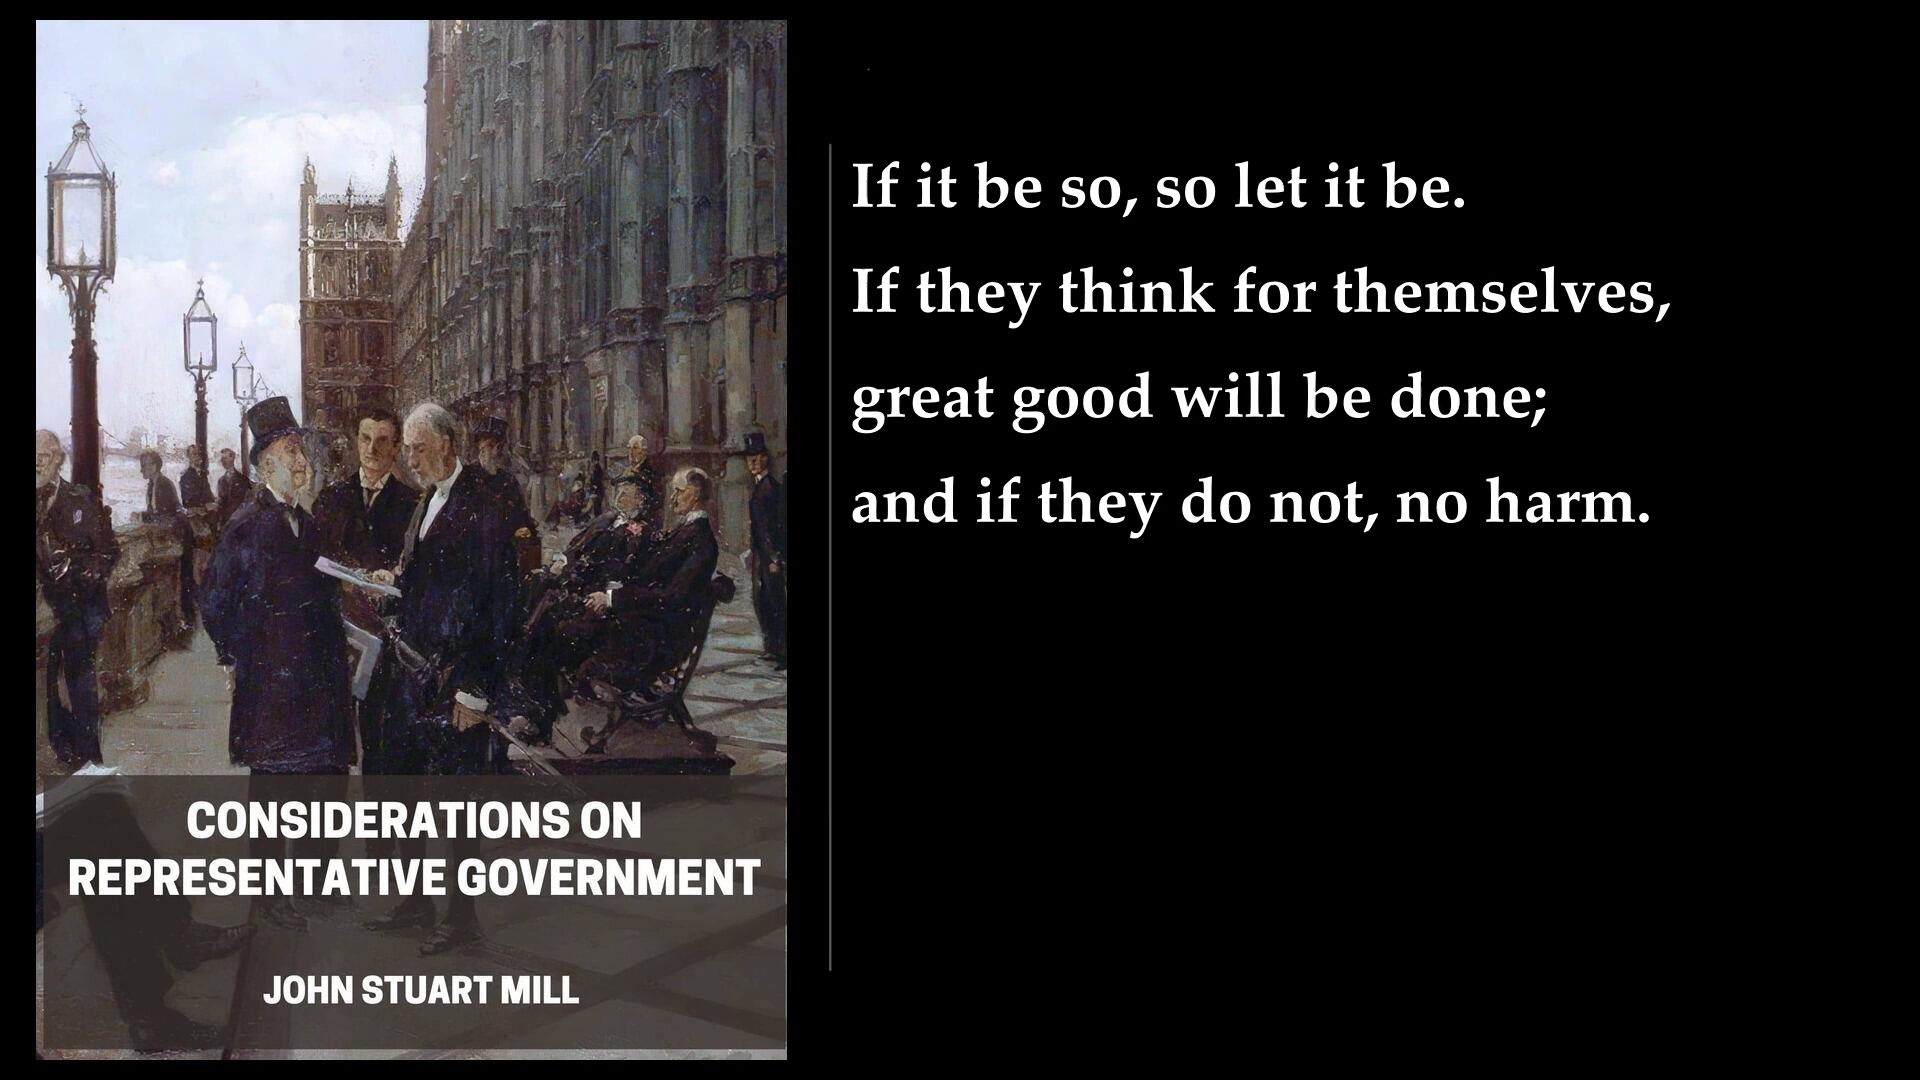 If it be so, so let it be.
If they think for themselves,
great good will be done;
and if they do not, no harm.
CONSIDERATIONS ON
REPRESENTATIVE GOVERNMENT
JOHN STUART MILL